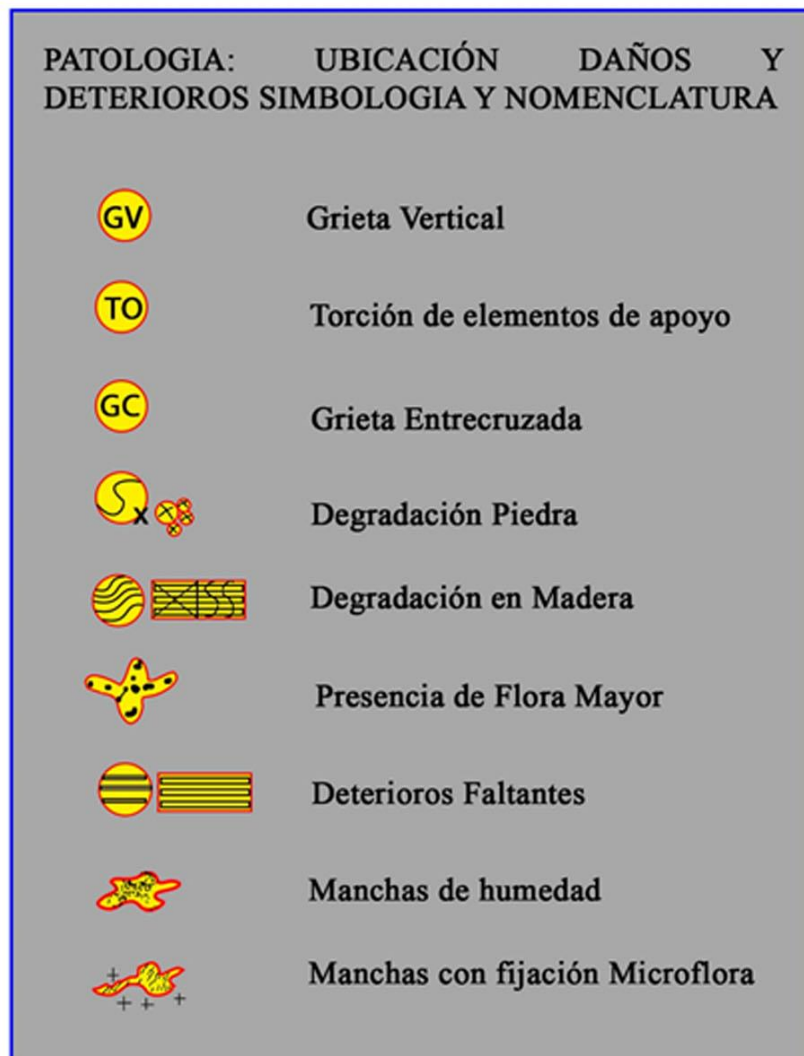 PATOLOGIA: UBICACIÓN DAÑOS Y
DETERIOROS SIMBOLOGIA Y NOMENCLATURA
GV Grieta Vertical
TO Torción de elementos de apoyo
GC Grieta Entrecruzada
x Degradación Piedra
Degradación en Madera
Presencia de Flora Mayor
Deterioros Faltantes
Manchas de humedad
Manchas con fijación Microflora